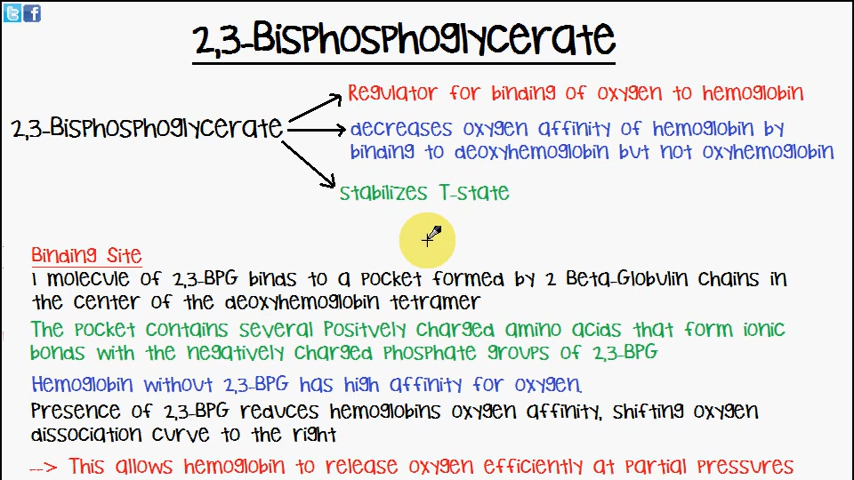 2,3-Bisphosphoglycerate
Regulator for binding of oxygen to hemoglobin
2,3-Bisphosphoglycerate
decreases oxygen affinity of hemoglobin by
binding to deoxyhemoglobin but not oxyhemoglobin
stabilizes T-state
Binding Site
1 molecule of 2,3-BPG binds to a pocket formed by 2 Beta-Globulin chains in
the center of the deoxyhemoglobin tetramer
The pocket contains several Positvely charged amino acids that form ionic
bonds with the negatively charged phosphate groups of 2,3-BPG
Hemoglobin without 2,3-BPG has high affinity for oxygen.
Presence of 2,3-BPG reduces hemoglobins oxygen affinity, shifting oxygen
dissociation curve to the right
--> This allows hemoglobin to release oxygen efficiently at partial pressures